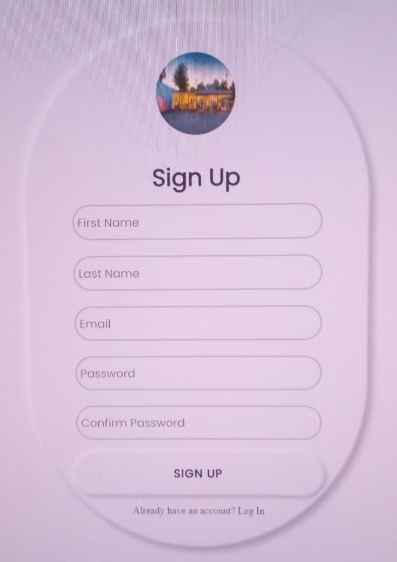 Sign Up
First Name
Last Name
Email
Password
Confirm Password
SIGN UP
Already have an account? Log In